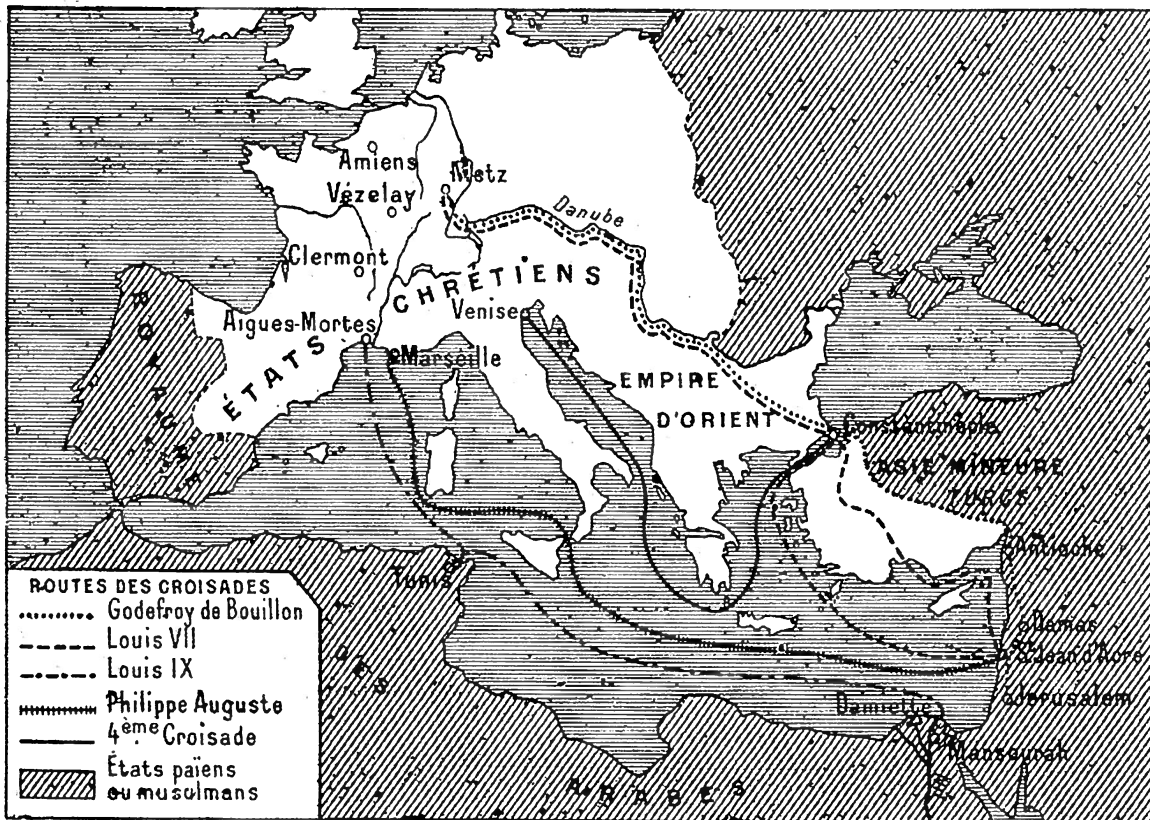 Amiens
Metz
Vézelay
Danube
Clermont
CHRÉTIENS
Venise
Aigues-Mortes
ÉTATS
Marseille
ROYAUME
EMPIRE
D'ORIENT
Constantinople
ASIE MINEURE
TURCS
Antioche
Tunis
Damas
St Jean d'Acre
Jérusalem
Damiette
Mansourah
ARABES
ROUTES DES CROISADES
Godefroy de Bouillon
Louis VII
Louis IX
Philippe Auguste
4ème Croisade
États païens
ou musulmans